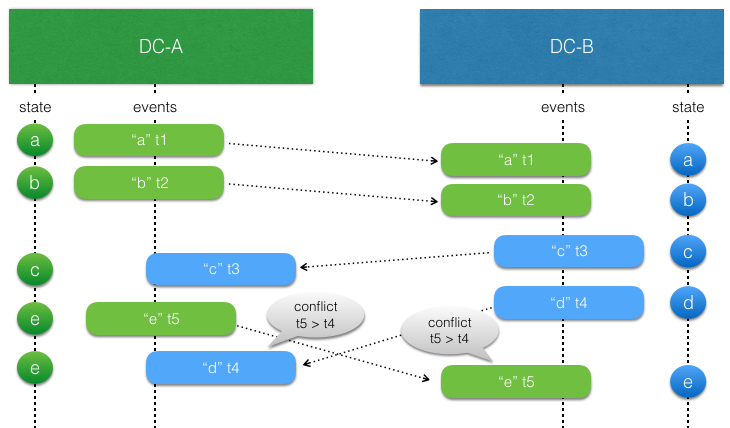 DC-A
DC-B
state
events
events
state
a
“a” t1
“a” t1
a
b
“b” t2
“b” t2
b
“c” t3
c
c
“c” t3
“d” t4
d
e
“e” t5
conflict
t5 > t4
conflict
t5 > t4
e
“d” t4
“e” t5
e